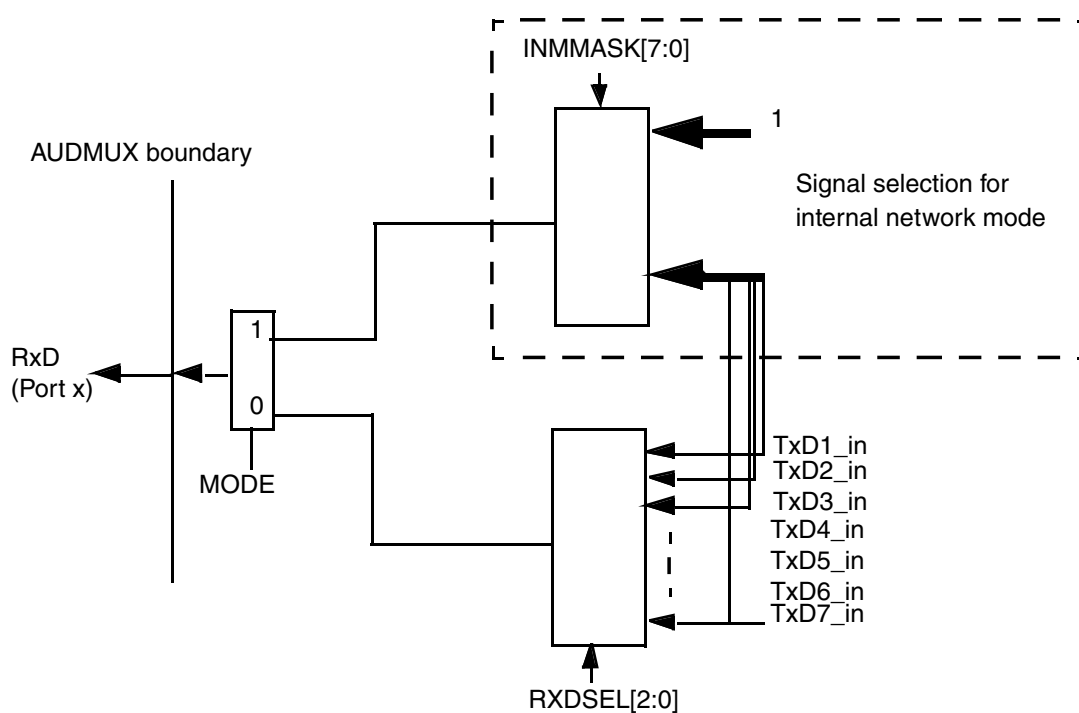 INMMASK[7:0]
1
AUDMUX boundary
Signal selection for
internal network mode
1
RxD
(Port x)
0
MODE
TxD1_in
TxD2_in
TxD3_in
TxD4_in
TxD5_in
TxD6_in
TxD7_in
RXDSEL[2:0]